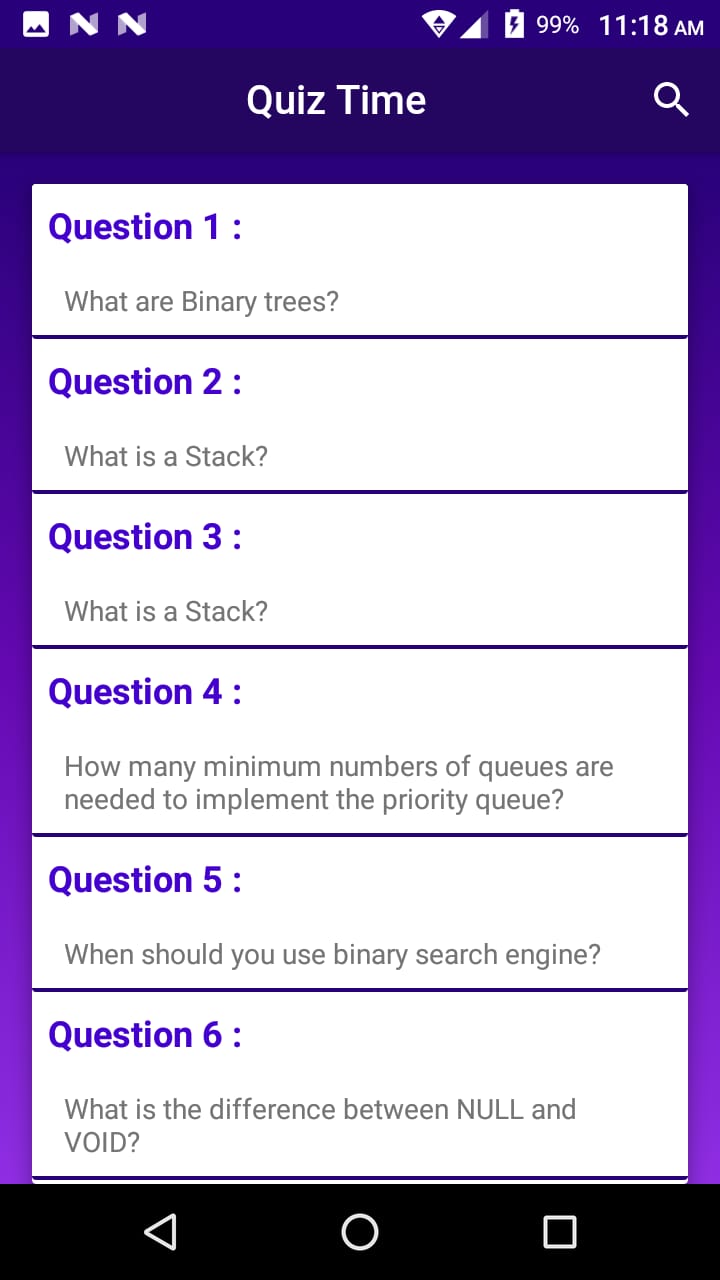 99% 11:18 AM
Quiz Time
Question 1 :
What are Binary trees?
Question 2 :
What is a Stack?
Question 3 :
What is a Stack?
Question 4 :
How many minimum numbers of queues are
needed to implement the priority queue?
Question 5 :
When should you use binary search engine?
Question 6 :
What is the difference between NULL and
VOID?